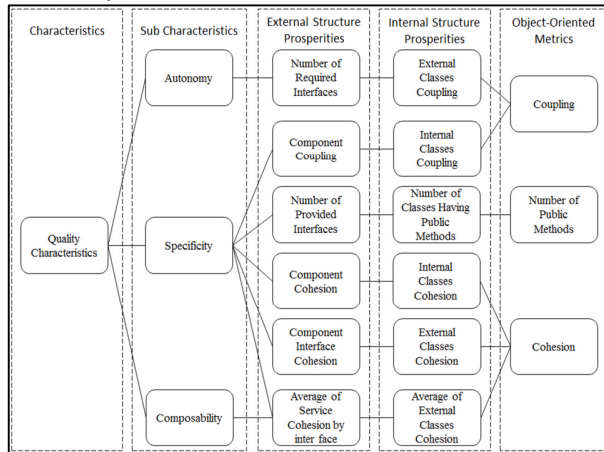 Characteristics
Sub Characteristics
External Structure
Prosperities
Internal Structure
Prosperities
Object-Oriented
Metrics
Quality
Characteristics
Autonomy
Specificity
Composability
Number of
Required
Interfaces
Component
Coupling
Number of
Provided
Interfaces
Component
Cohesion
Component
Interface
Cohesion
Average of
Service
Cohesion by
inter face
External
Classes
Coupling
Internal
Classes
Coupling
Number of
Classes Having
Public
Methods
Internal
Classes
Cohesion
External
Classes
Cohesion
Average of
External
Classes
Cohesion
Coupling
Number of
Public
Methods
Cohesion